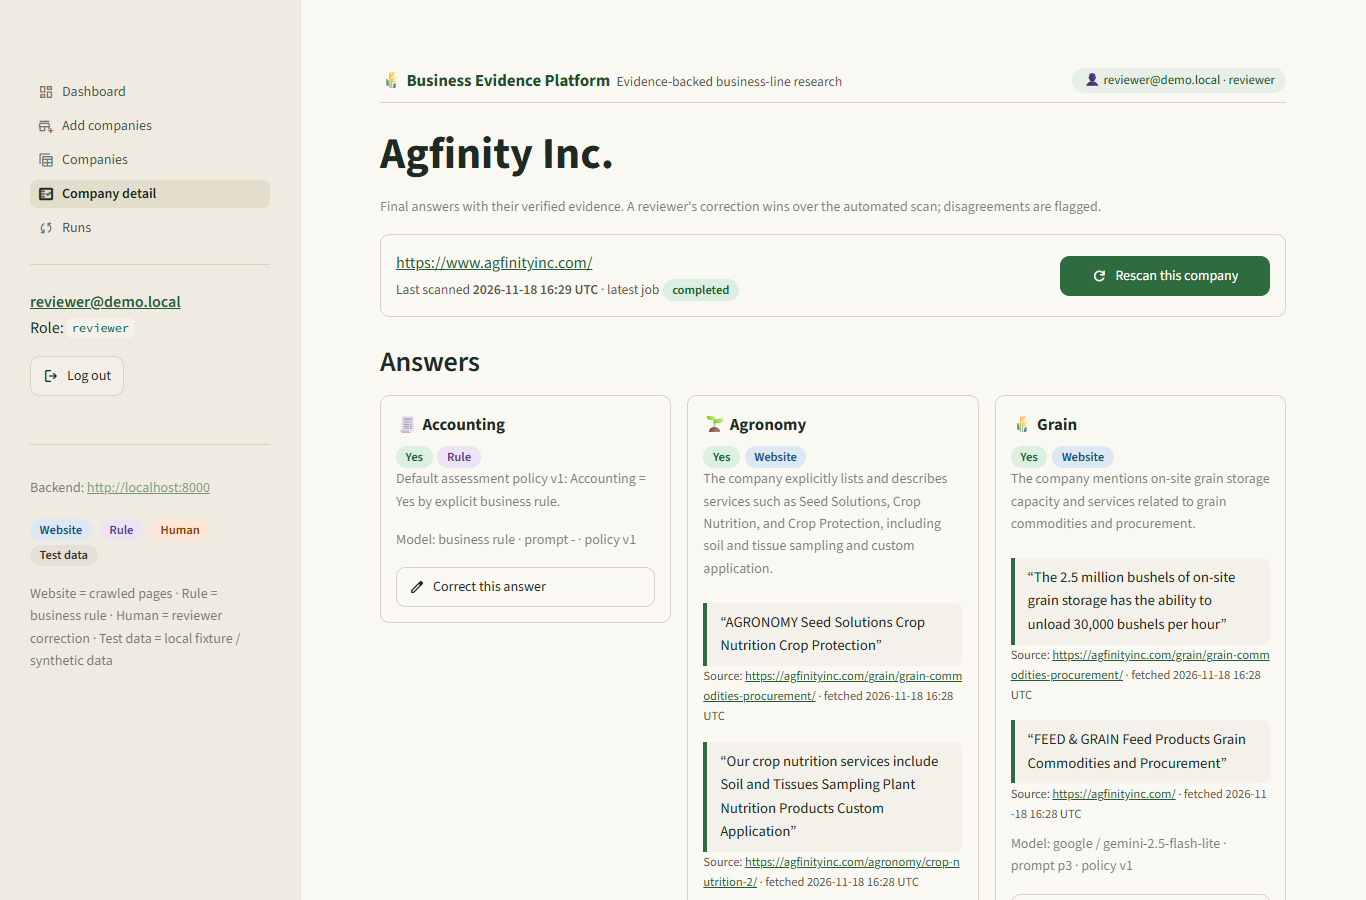 Dashboard
Add companies
Companies
Company detail
Runs
reviewer@demo.local
Role: reviewer
Log out
Backend: http://localhost:8000
Website Rule Human
Test data
Website = crawled pages · Rule =
business rule · Human = reviewer
correction · Test data = local fixture /
synthetic data
Business Evidence Platform Evidence-backed business-line research
reviewer@demo.local · reviewer
Agfinity Inc.
Final answers with their verified evidence. A reviewer's correction wins over the automated scan; disagreements are flagged.
https://www.agfinityinc.com/
Last scanned 2026-11-18 16:29 UTC · latest job completed
Rescan this company
Answers
Accounting
Yes Rule
Default assessment policy v1: Accounting =
Yes by explicit business rule.
Model: business rule · prompt - · policy v1
Correct this answer
Agronomy
Yes Website
The company explicitly lists and describes
services such as Seed Solutions, Crop
Nutrition, and Crop Protection, including
soil and tissue sampling and custom
application.
“AGRONOMY Seed Solutions Crop
Nutrition Crop Protection”
Source: https://agfinityinc.com/grain/grain-comm
odities-procurement/ · fetched 2026-11-18 16:28
UTC
“Our crop nutrition services include
Soil and Tissues Sampling Plant
Nutrition Products Custom
Application”
Source: https://agfinityinc.com/agronomy/crop-n
utrition-2/ · fetched 2026-11-18 16:28 UTC
Grain
Yes Website
The company mentions on-site grain storage
capacity and services related to grain
commodities and procurement.
“The 2.5 million bushels of on-site
grain storage has the ability to
unload 30,000 bushels per hour”
Source: https://agfinityinc.com/grain/grain-comm
odities-procurement/ · fetched 2026-11-18 16:28
UTC
“FEED & GRAIN Feed Products Grain
Commodities and Procurement”
Source: https://agfinityinc.com/ · fetched 2026-11
-18 16:28 UTC
Model: google / gemini-2.5-flash-lite ·
prompt p3 · policy v1